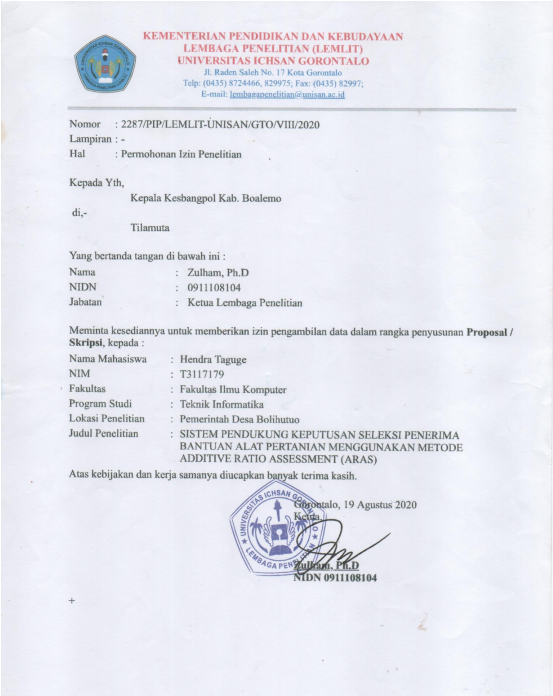 KEMENTERIAN PENDIDIKAN DAN KEBUDAYAAN
LEMBAGA PENELITIAN (LEMLIT)
UNIVERSITAS ICHSAN GORONTALO
Jl. Raden Saleh No. 17 Kota Gorontalo
Telp: (0435) 8724466, 829975; Fax: (0435) 82997;
E-mail: lembagapenelitian@unisan.ac.id
Nomor : 2287/PIP/LEMLIT-UNISAN/GTO/VIII/2020
Lampiran : -
Hal : Permohonan Izin Penelitian
Kepada Yth,
Kepala Kesbangpol Kab. Boalemo
di,-
Tilamuta
Yang bertanda tangan di bawah ini :
Nama : Zulham, Ph.D
NIDN : 0911108104
Jabatan : Ketua Lembaga Penelitian
Meminta kesediannya untuk memberikan izin pengambilan data dalam rangka penyusunan Proposal /
Skripsi, kepada :
Nama Mahasiswa : Hendra Taguge
NIM : T3117179
Fakultas : Fakultas Ilmu Komputer
Program Studi : Teknik Informatika
Lokasi Penelitian : Pemerintah Desa Bolihutuo
Judul Penelitian : SISTEM PENDUKUNG KEPUTUSAN SELEKSI PENERIMA
BANTUAN ALAT PERTANIAN MENGGUNAKAN METODE
ADDITIVE RATIO ASSESSMENT (ARAS)
Atas kebijakan dan kerja samanya diucapkan banyak terima kasih.
Gorontalo, 19 Agustus 2020
Ketua,
UNIVERSITAS ICHSAN GORONTALO
LEMBAGA PENELITIAN
Zulham, Ph.D
NIDN 0911108104
+